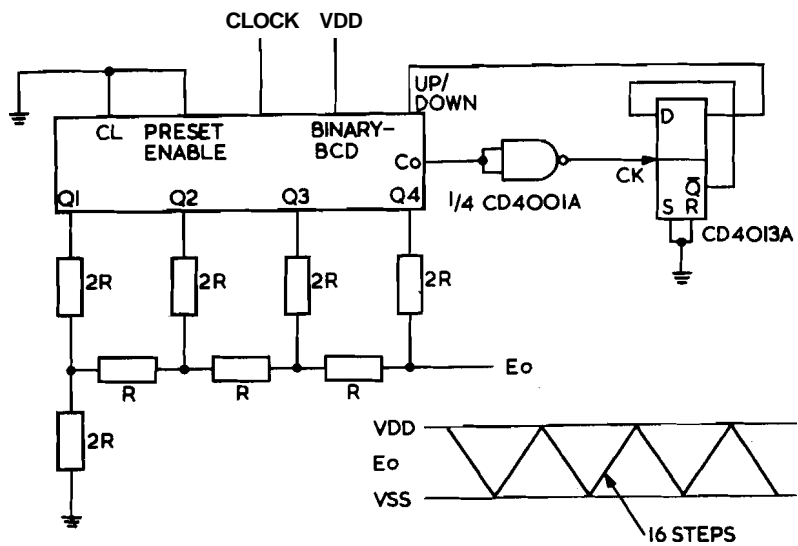 CLOCK VDD
UP/
DOWN
CL
PRESET
ENABLE
BINARY-
BCD
Co
Q1
Q2
Q3
Q4
1/4 CD4001A
CK
D
Q̅
S R
CD4013A
2R
2R
2R
2R
R
R
R
Eo
2R
VDD
Eo
VSS
16 STEPS